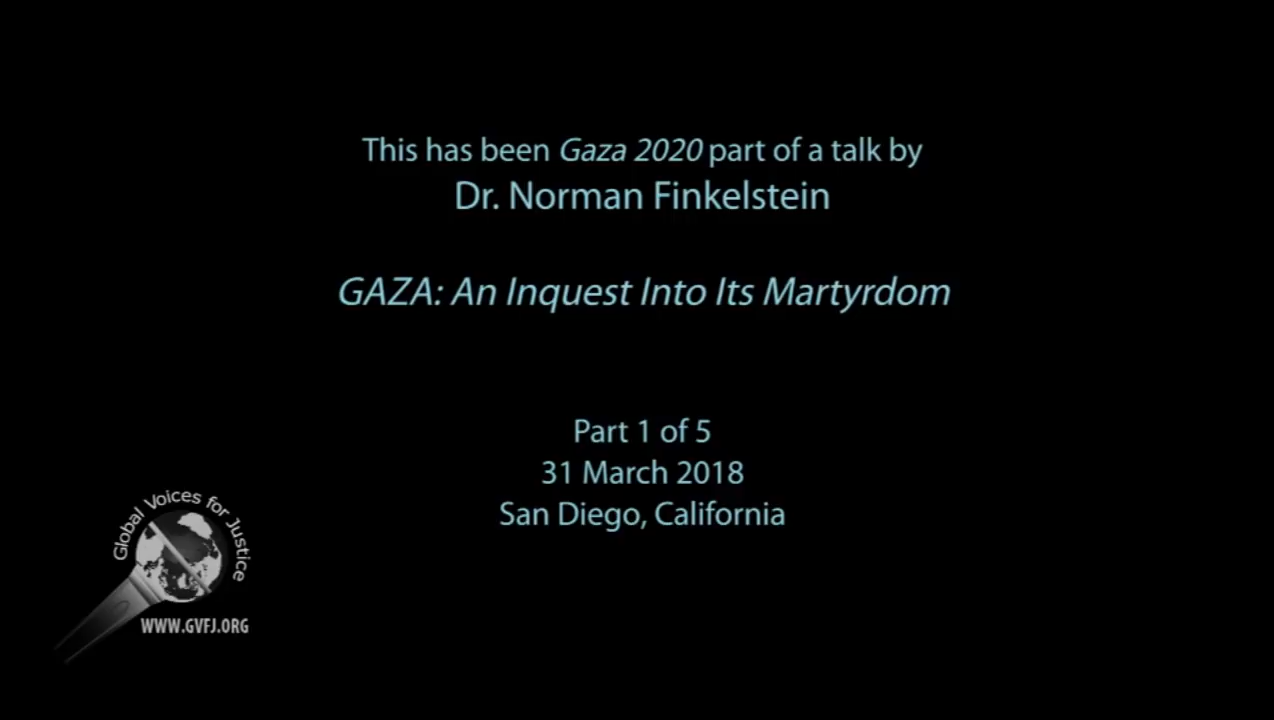 This has been Gaza 2020 part of a talk by
Dr. Norman Finkelstein
GAZA: An Inquest Into Its Martyrdom
Part 1 of 5
31 March 2018
San Diego, California
Global Voices for Justice
WWW.GVFJ.ORG